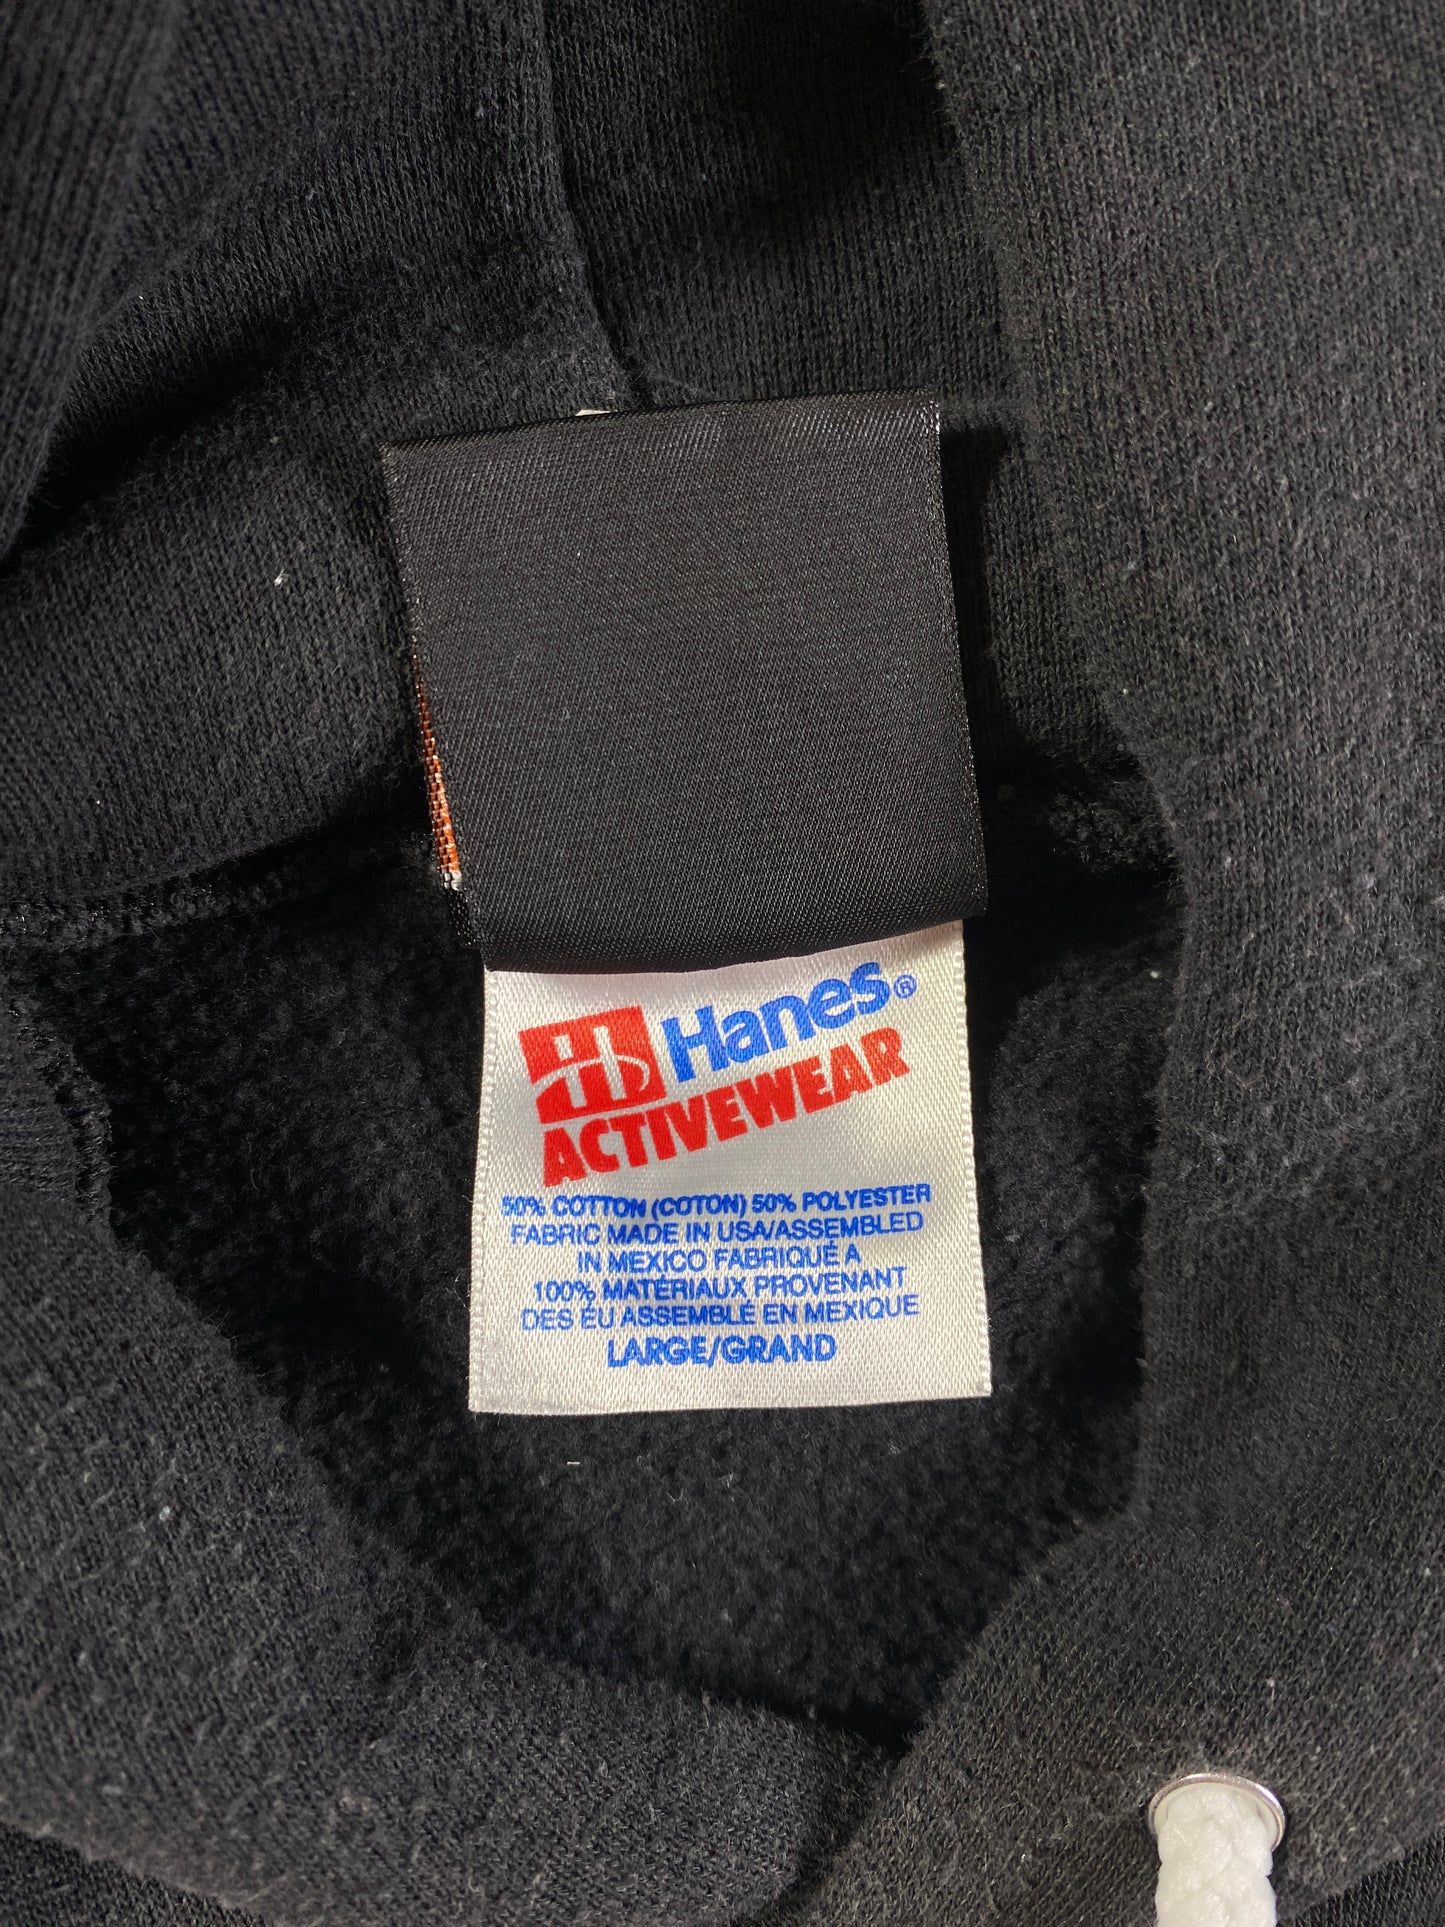 Hanes®
ACTIVEWEAR
50% COTTON (COTON) 50% POLYESTER
FABRIC MADE IN USA/ASSEMBLED
IN MEXICO FABRIQUÉ A
100% MATÉRIAUX PROVENANT
DES ÉU ASSEMBLÉ EN MEXIQUE
LARGE/GRAND